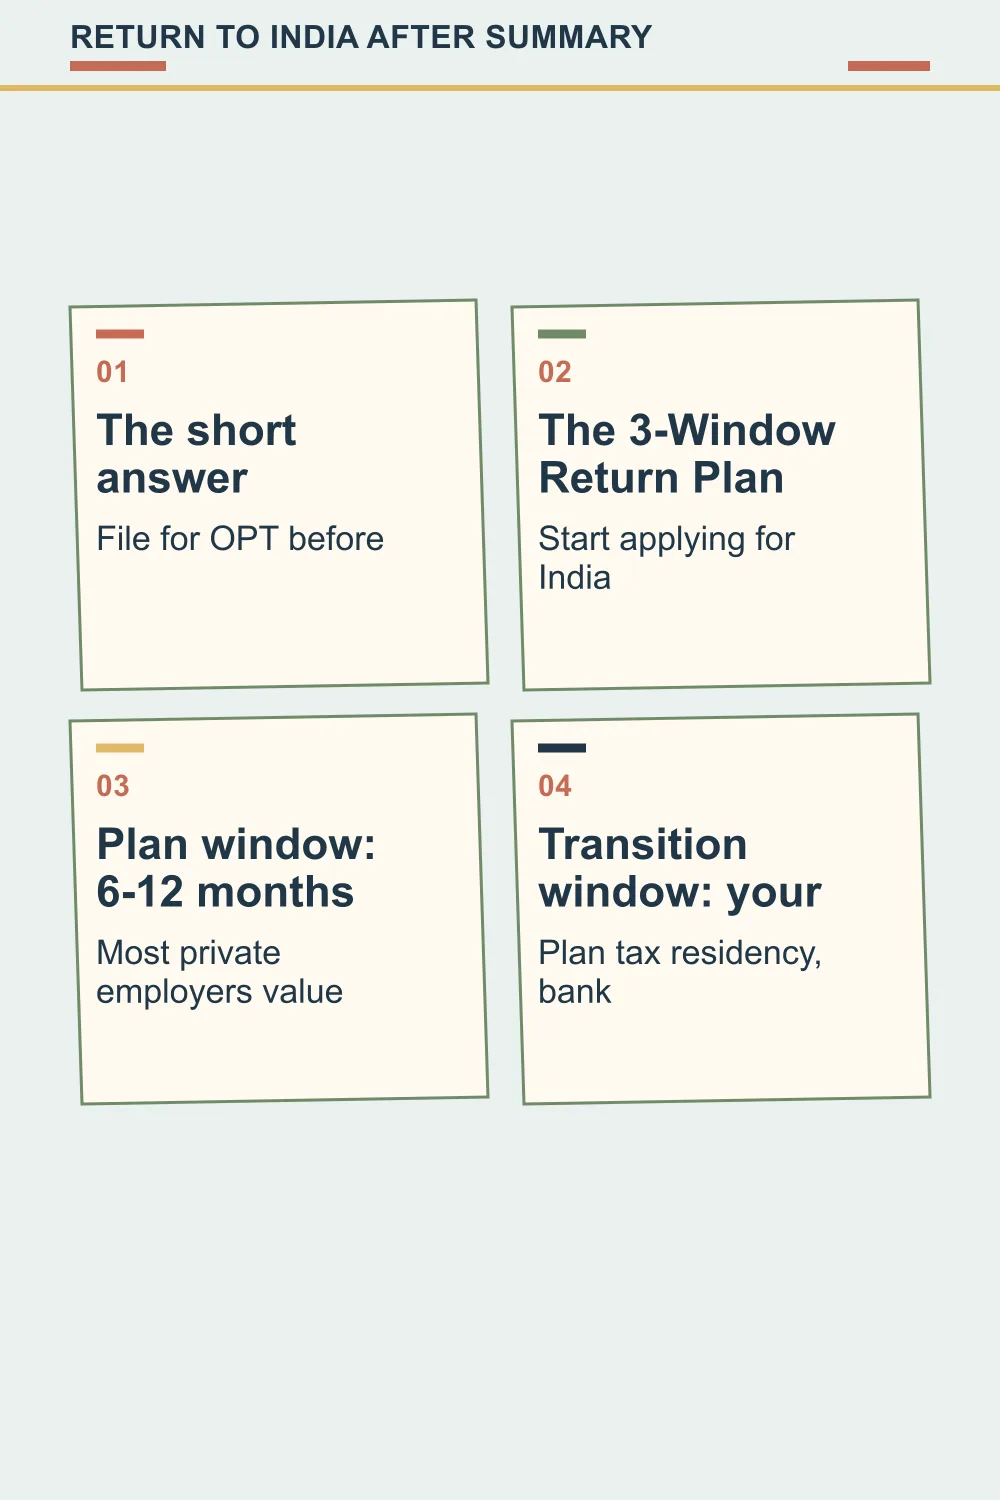 RETURN TO INDIA AFTER SUMMARY
01
The short
answer
File for OPT before
02
The 3-Window
Return Plan
Start applying for
India
03
Plan window:
6-12 months
Most private
employers value
04
Transition
window: your
Plan tax residency,
bank